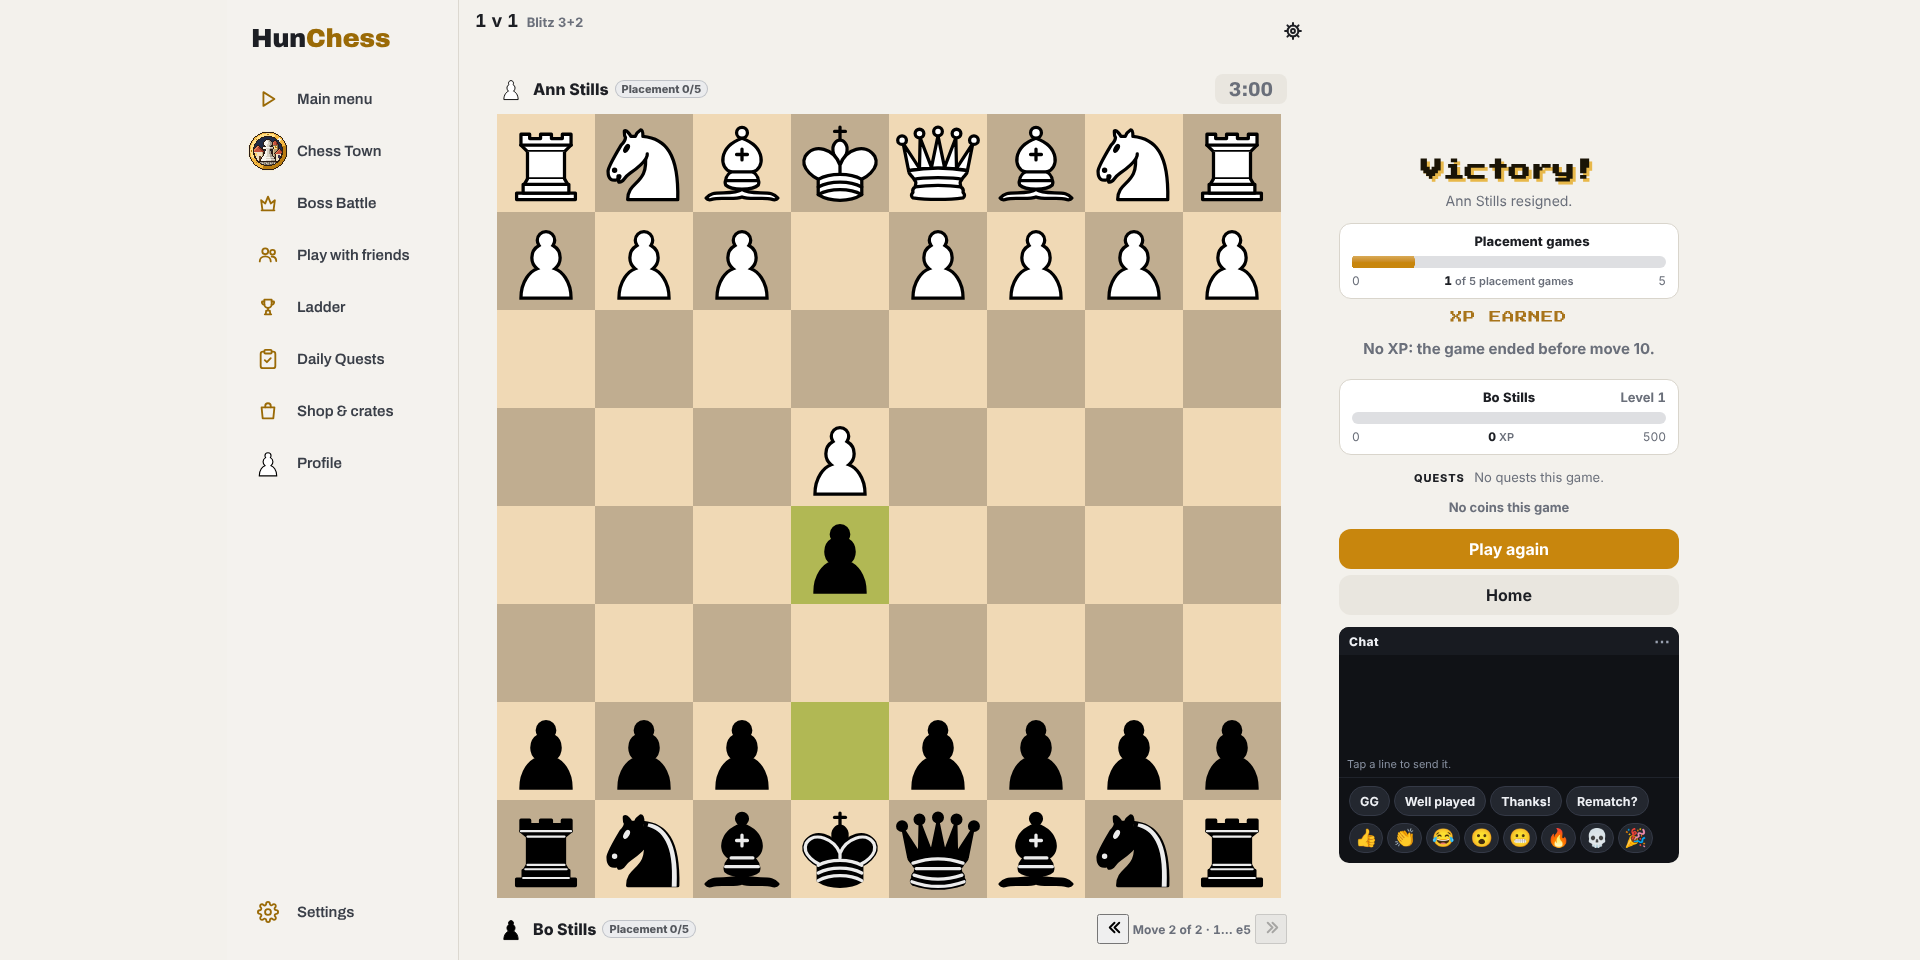 HunChess
Main menu
Chess Town
Boss Battle
Play with friends
Ladder
Daily Quests
Shop & crates
Profile
Settings
1 v 1 Blitz 3+2
Ann Stills Placement 0/5
3:00
Bo Stills Placement 0/5
Move 2 of 2 · 1... e5
Victory!
Ann Stills resigned.
Placement games
0 1 of 5 placement games 5
XP EARNED
No XP: the game ended before move 10.
Bo Stills Level 1
0 0 XP 500
QUESTS No quests this game.
No coins this game
Play again
Home
Chat
Tap a line to send it.
GG Well played Thanks! Rematch?